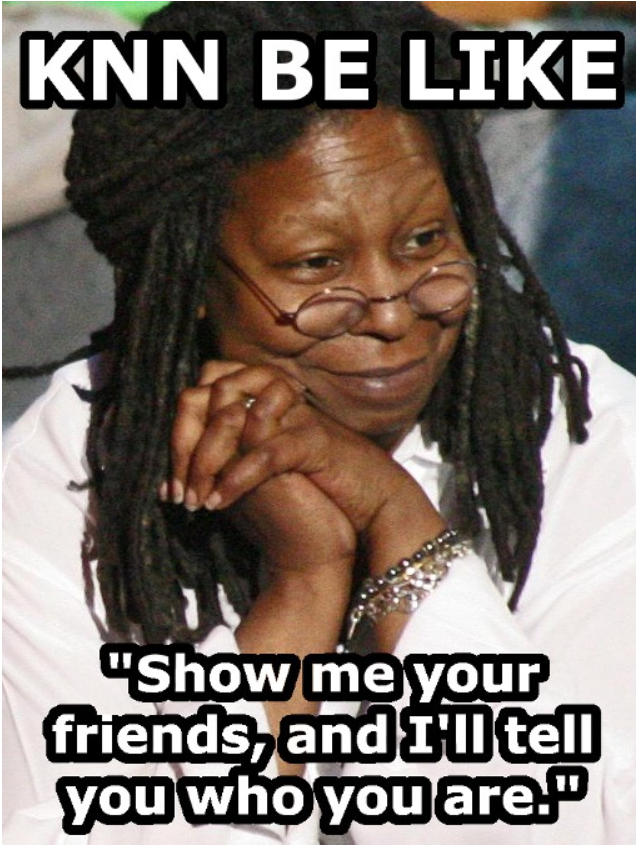 KNN BE LIKE
"Show me your
friends, and I'll tell
you who you are."